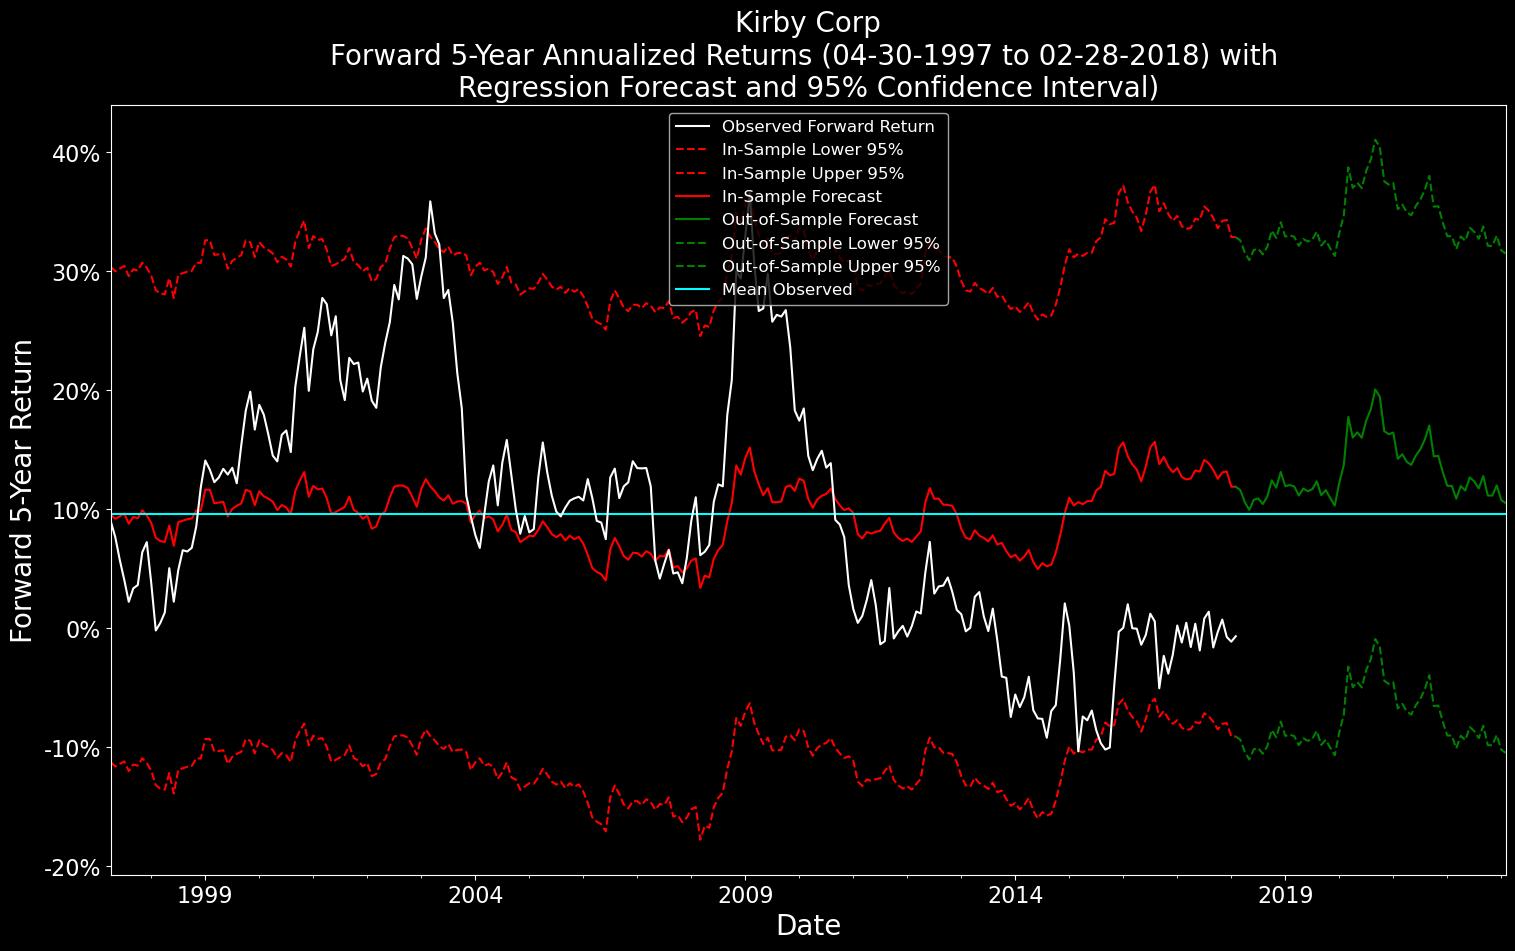 Kirby Corp
Forward 5-Year Annualized Returns (04-30-1997 to 02-28-2018) with
Regression Forecast and 95% Confidence Interval)
Observed Forward Return
In-Sample Lower 95%
In-Sample Upper 95%
In-Sample Forecast
Out-of-Sample Forecast
Out-of-Sample Lower 95%
Out-of-Sample Upper 95%
Mean Observed
Forward 5-Year Return
40%
30%
20%
10%
0%
-10%
-20%
1999
2004
2009
2014
2019
Date